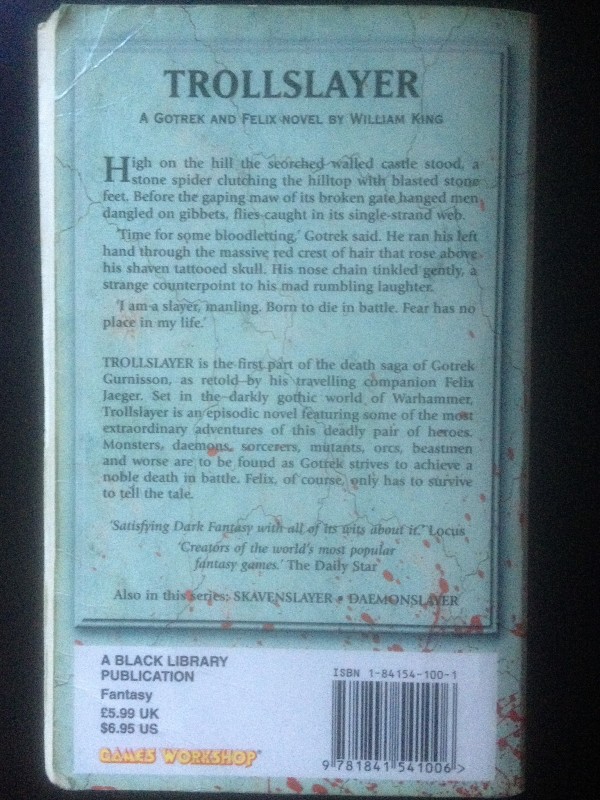 TROLLSLAYER
A GOTREK AND FELIX NOVEL BY WILLIAM KING
High on the hill the scorched walled castle stood, a
stone spider clutching the hilltop with blasted stone
feet. Before the gaping maw of its broken gate hanged men
dangled on gibbets, flies caught in its single-strand web.
'Time for some bloodletting,' Gotrek said. He ran his left
hand through the massive red crest of hair that rose above
his shaven tattooed skull. His nose chain tinkled gently, a
strange counterpoint to his mad rumbling laughter.
'I am a slayer, manling. Born to die in battle. Fear has no
place in my life.'
TROLLSLAYER is the first part of the death saga of Gotrek
Gurnisson, as retold by his travelling companion Felix
Jaeger. Set in the darkly gothic world of Warhammer,
Trollslayer is an episodic novel featuring some of the most
extraordinary adventures of this deadly pair of heroes.
Monsters, daemons, sorcerers, mutants, orcs, beastmen
and worse are to be found as Gotrek strives to achieve a
noble death in battle. Felix, of course, only has to survive
to tell the tale.
'Satisfying Dark Fantasy with all of its wits about it.' Locus
'Creators of the world's most popular
fantasy games.' The Daily Star
Also in this series: SKAVENSLAYER • DAEMONSLAYER
A BLACK LIBRARY
PUBLICATION
Fantasy
£5.99 UK
$6.95 US
GAMES WORKSHOP®
ISBN 1-84154-100-1
9 781841 541006 >